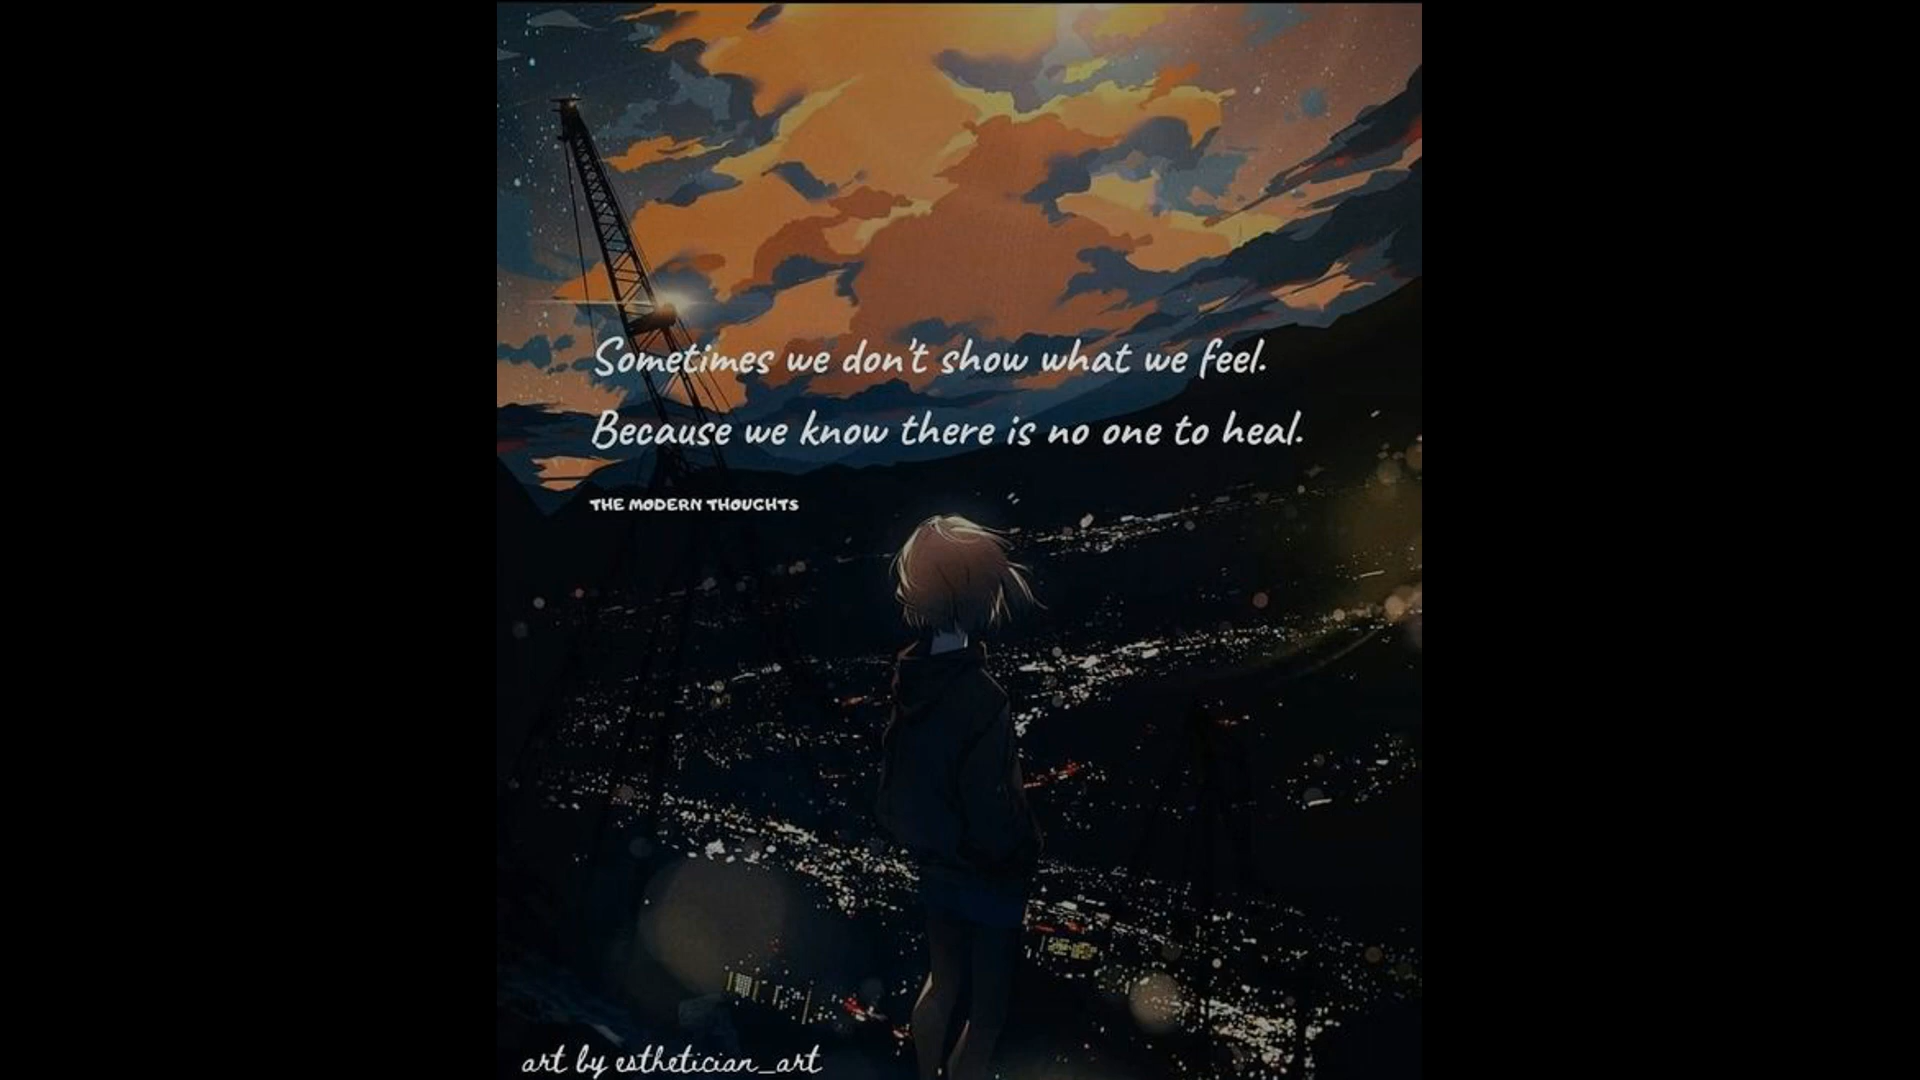 Sometimes we don't show what we feel.
Because we know there is no one to heal.
THE MODERN THOUGHTS
art by esthetician_art